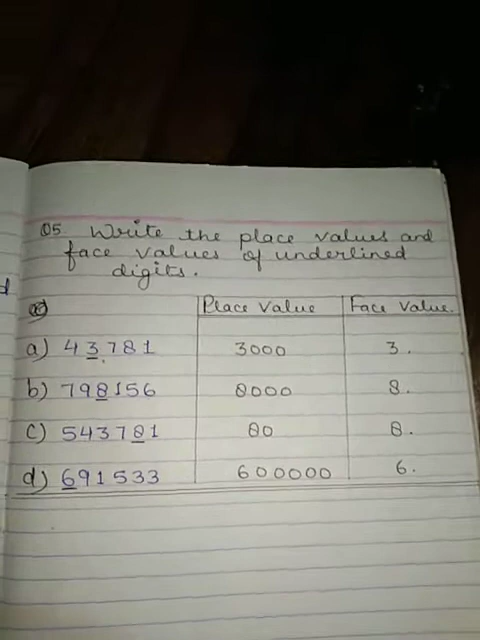 Q5 Write the place values and
face values of underlined
digits.
Place Value Face Value.
a) 43781 3000 3.
b) 798156 8000 8.
c) 543781 80 8.
d) 691533 600000 6.